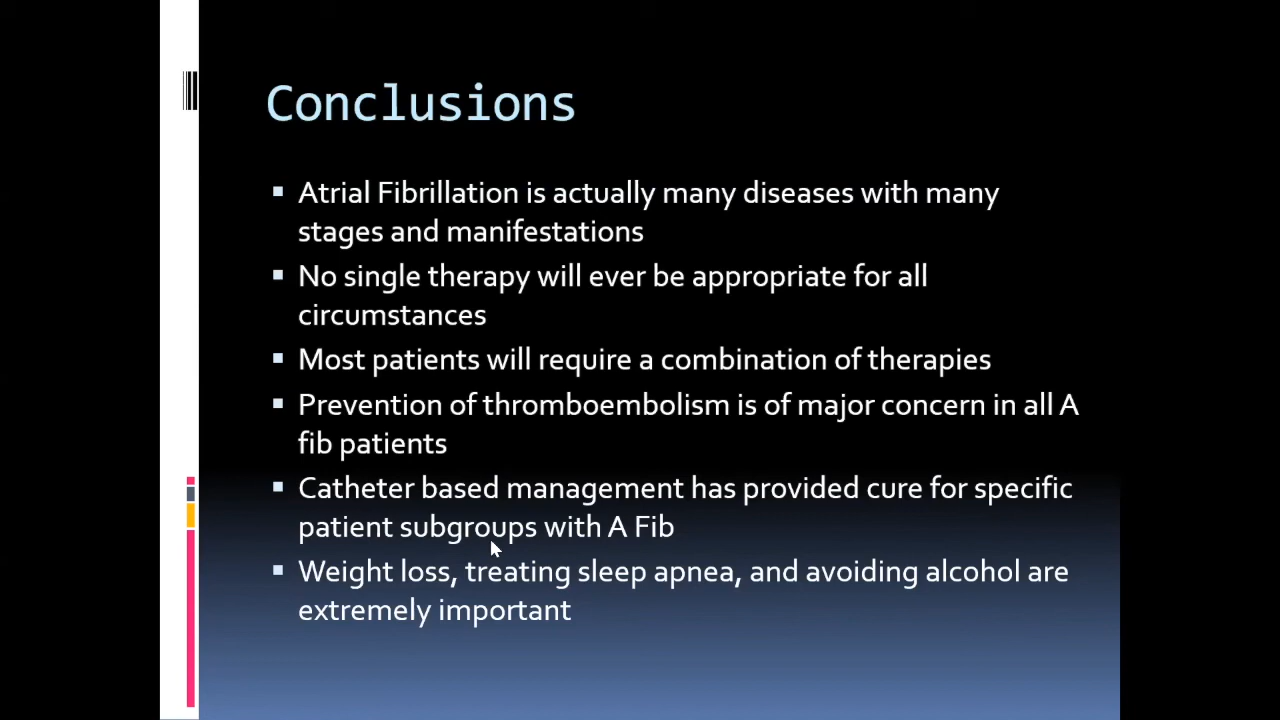 Conclusions
Atrial Fibrillation is actually many diseases with many
stages and manifestations
No single therapy will ever be appropriate for all
circumstances
Most patients will require a combination of therapies
Prevention of thromboembolism is of major concern in all A
fib patients
Catheter based management has provided cure for specific
patient subgroups with A Fib
Weight loss, treating sleep apnea, and avoiding alcohol are
extremely important